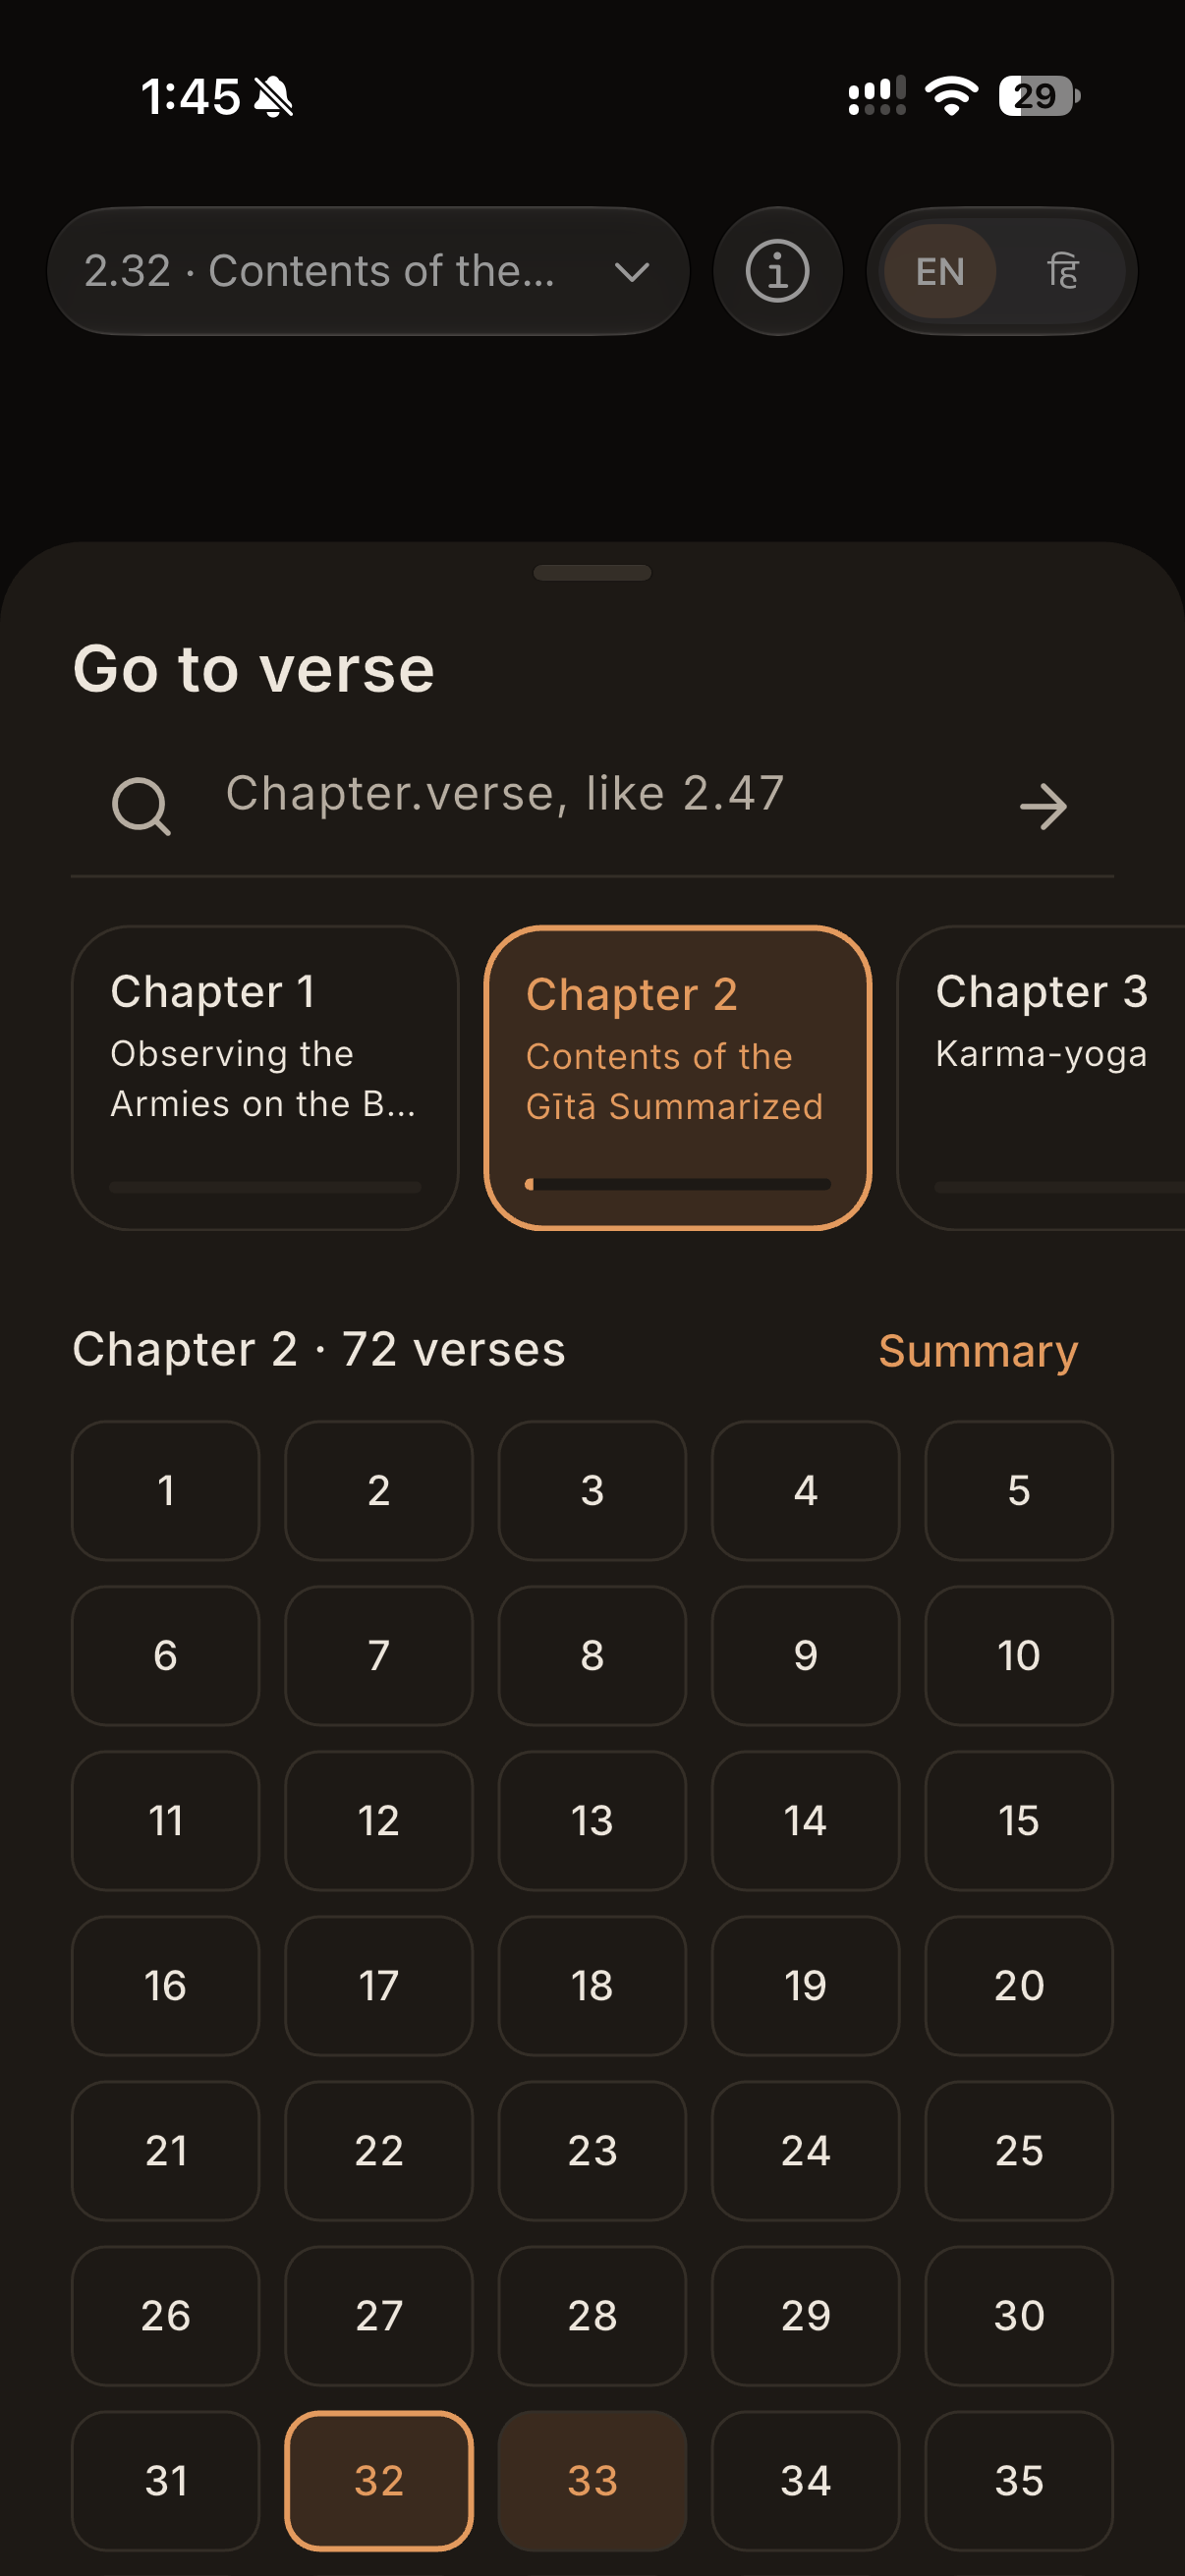 1:45
29
2.32 · Contents of the...
EN
हि
Go to verse
Chapter.verse, like 2.47
Chapter 1
Observing the
Armies on the B...
Chapter 2
Contents of the
Gītā Summarized
Chapter 3
Karma-yoga
Chapter 2 · 72 verses
Summary
1 2 3 4 5
6 7 8 9 10
11 12 13 14 15
16 17 18 19 20
21 22 23 24 25
26 27 28 29 30
31 32 33 34 35